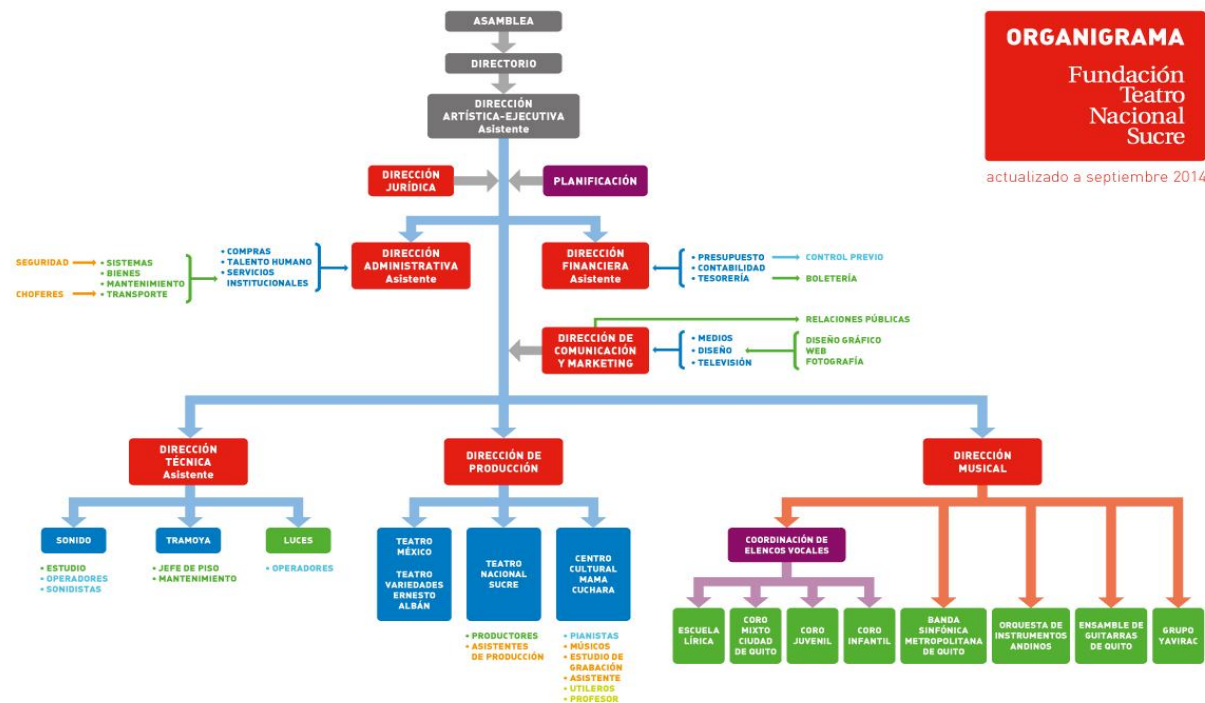 ORGANIGRAMA
Fundación
Teatro
Nacional
Sucre
actualizado a septiembre 2014
ASAMBLEA
DIRECTORIO
DIRECCIÓN
ARTÍSTICA-EJECUTIVA
Asistente
DIRECCIÓN
JURÍDICA
PLANIFICACIÓN
SEGURIDAD
CHOFERES
• SISTEMAS
• BIENES
• MANTENIMIENTO
• TRANSPORTE
• COMPRAS
• TALENTO HUMANO
• SERVICIOS
INSTITUCIONALES
DIRECCIÓN
ADMINISTRATIVA
Asistente
DIRECCIÓN
FINANCIERA
Asistente
• PRESUPUESTO
• CONTABILIDAD
• TESORERÍA
CONTROL PREVIO
BOLETERÍA
DIRECCIÓN DE
COMUNICACIÓN
Y MARKETING
RELACIONES PÚBLICAS
• MEDIOS
• DISEÑO
• TELEVISIÓN
DISEÑO GRÁFICO
WEB
FOTOGRAFÍA
DIRECCIÓN
TÉCNICA
Asistente
SONIDO
• ESTUDIO
• OPERADORES
• SONIDISTAS
TRAMOYA
• JEFE DE PISO
• MANTENIMIENTO
LUCES
• OPERADORES
DIRECCIÓN DE
PRODUCCIÓN
TEATRO
MÉXICO
TEATRO
VARIEDADES
ERNESTO
ALBÁN
TEATRO
NACIONAL
SUCRE
• PRODUCTORES
• ASISTENTES
DE PRODUCCIÓN
CENTRO
CULTURAL
MAMA
CUCHARA
• PIANISTAS
• MÚSICOS
• ESTUDIO DE
GRABACIÓN
• ASISTENTE
• UTILEROS
• PROFESOR
DIRECCIÓN
MUSICAL
COORDINACIÓN DE
ELENCOS VOCALES
ESCUELA
LÍRICA
CORO
MIXTO
CIUDAD
DE QUITO
CORO
JUVENIL
CORO
INFANTIL
BANDA
SINFÓNICA
METROPOLITANA
DE QUITO
ORQUESTA DE
INSTRUMENTOS
ANDINOS
ENSAMBLE DE
GUITARRAS
DE QUITO
GRUPO
YAVIRAC